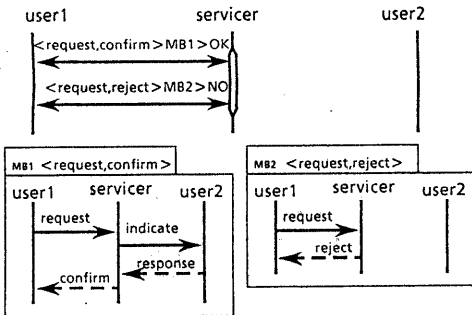 user1 servicer user2
<request,confirm>MB1>OK
<request,reject>MB2>NO
MB1 <request,confirm>
user1 servicer user2
request
indicate
response
confirm
MB2 <request,reject>
user1 servicer user2
request
reject